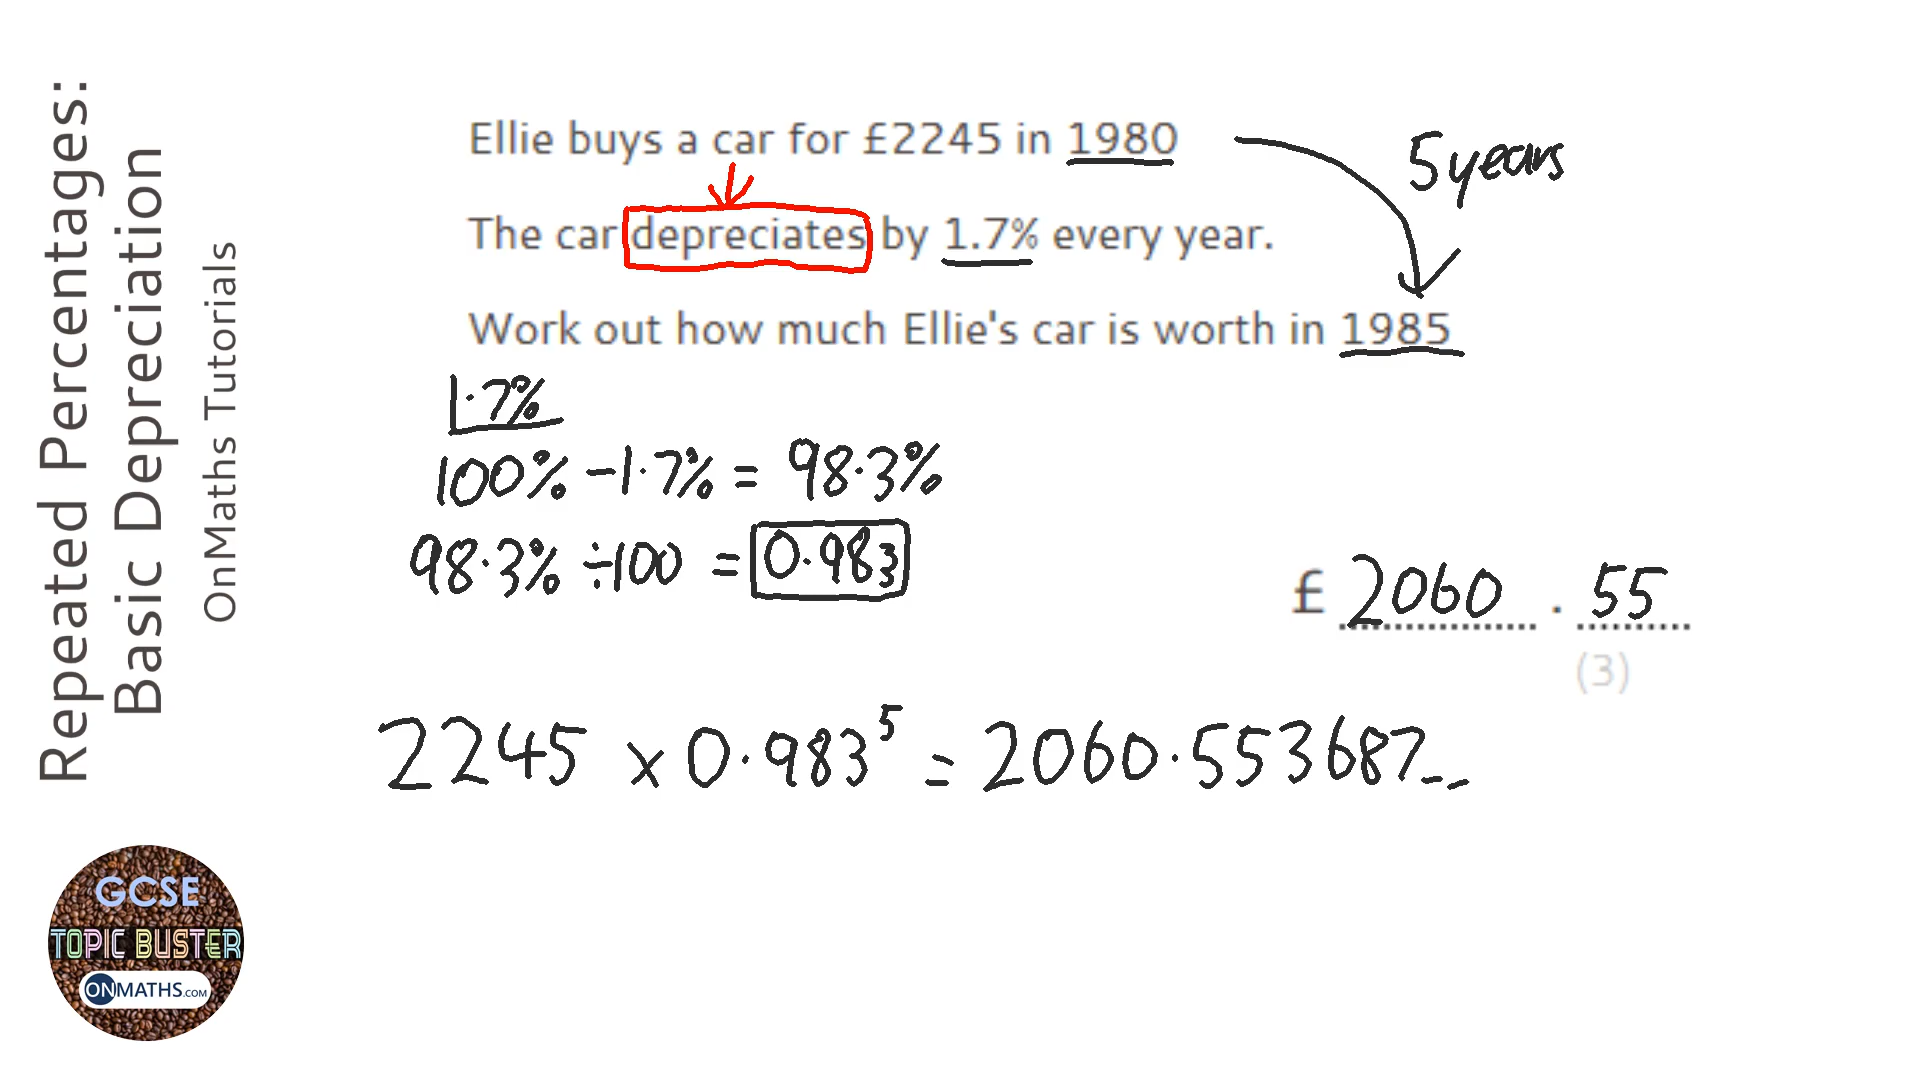 Repeated Percentages:
Basic Depreciation
OnMaths Tutorials
Ellie buys a car for £2245 in 1980
5 years
The car depreciates by 1.7% every year.
Work out how much Ellie's car is worth in 1985
1.7%
100% - 1.7% = 98.3%
98.3% ÷100 = 0.983
£ 2060 . 55
(3)
2245 x 0.983⁵ = 2060.553687--
GCSE
TOPIC BUSTER
ONMATHS.COM